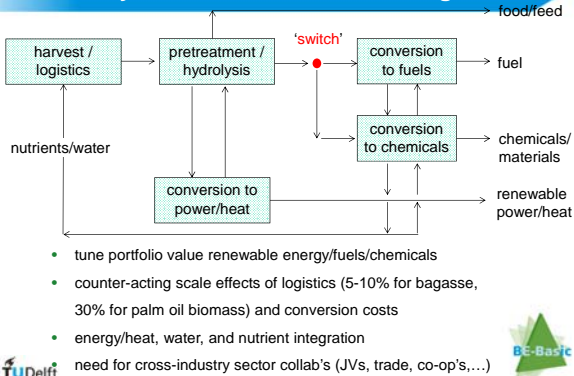 food/feed
'switch'
harvest /
logistics
pretreatment /
hydrolysis
conversion
to fuels
fuel
conversion
to chemicals
chemicals/
materials
nutrients/water
conversion to
power/heat
renewable
power/heat
• tune portfolio value renewable energy/fuels/chemicals
• counter-acting scale effects of logistics (5-10% for bagasse,
30% for palm oil biomass) and conversion costs
• energy/heat, water, and nutrient integration
• need for cross-industry sector collab's (JVs, trade, co-op's,...)
TUDelft
BE-Basic